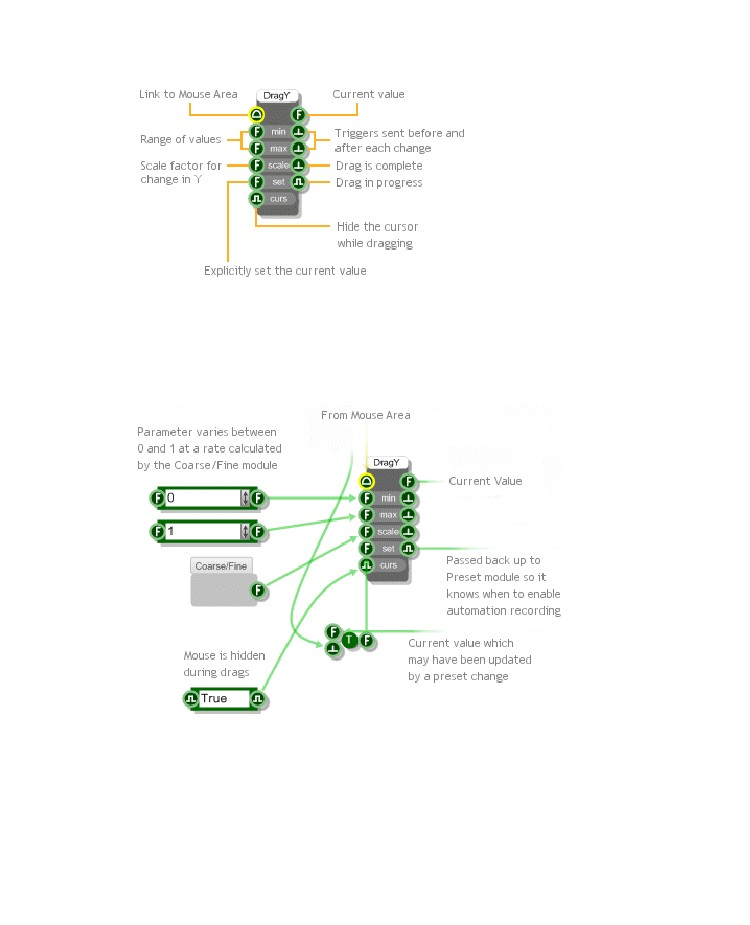 DragY
Link to Mouse Area
Current value
F
Range of values
F min
F max
Triggers sent before and
after each change
Scale factor for
change in Y
F scale
Drag is complete
F set
Drag in progress
curs
Hide the cursor
while dragging
Explicitly set the current value
From Mouse Area
Parameter varies between
0 and 1 at a rate calculated
by the Coarse/Fine module
DragY
F
Current Value
F 0 F
F min
F 1 F
F max
F scale
Coarse/Fine
F
F set
curs
Passed back up to
Preset module so it
knows when to enable
automation recording
F T F
Current value which
may have been updated
by a preset change
Mouse is hidden
during drags
True